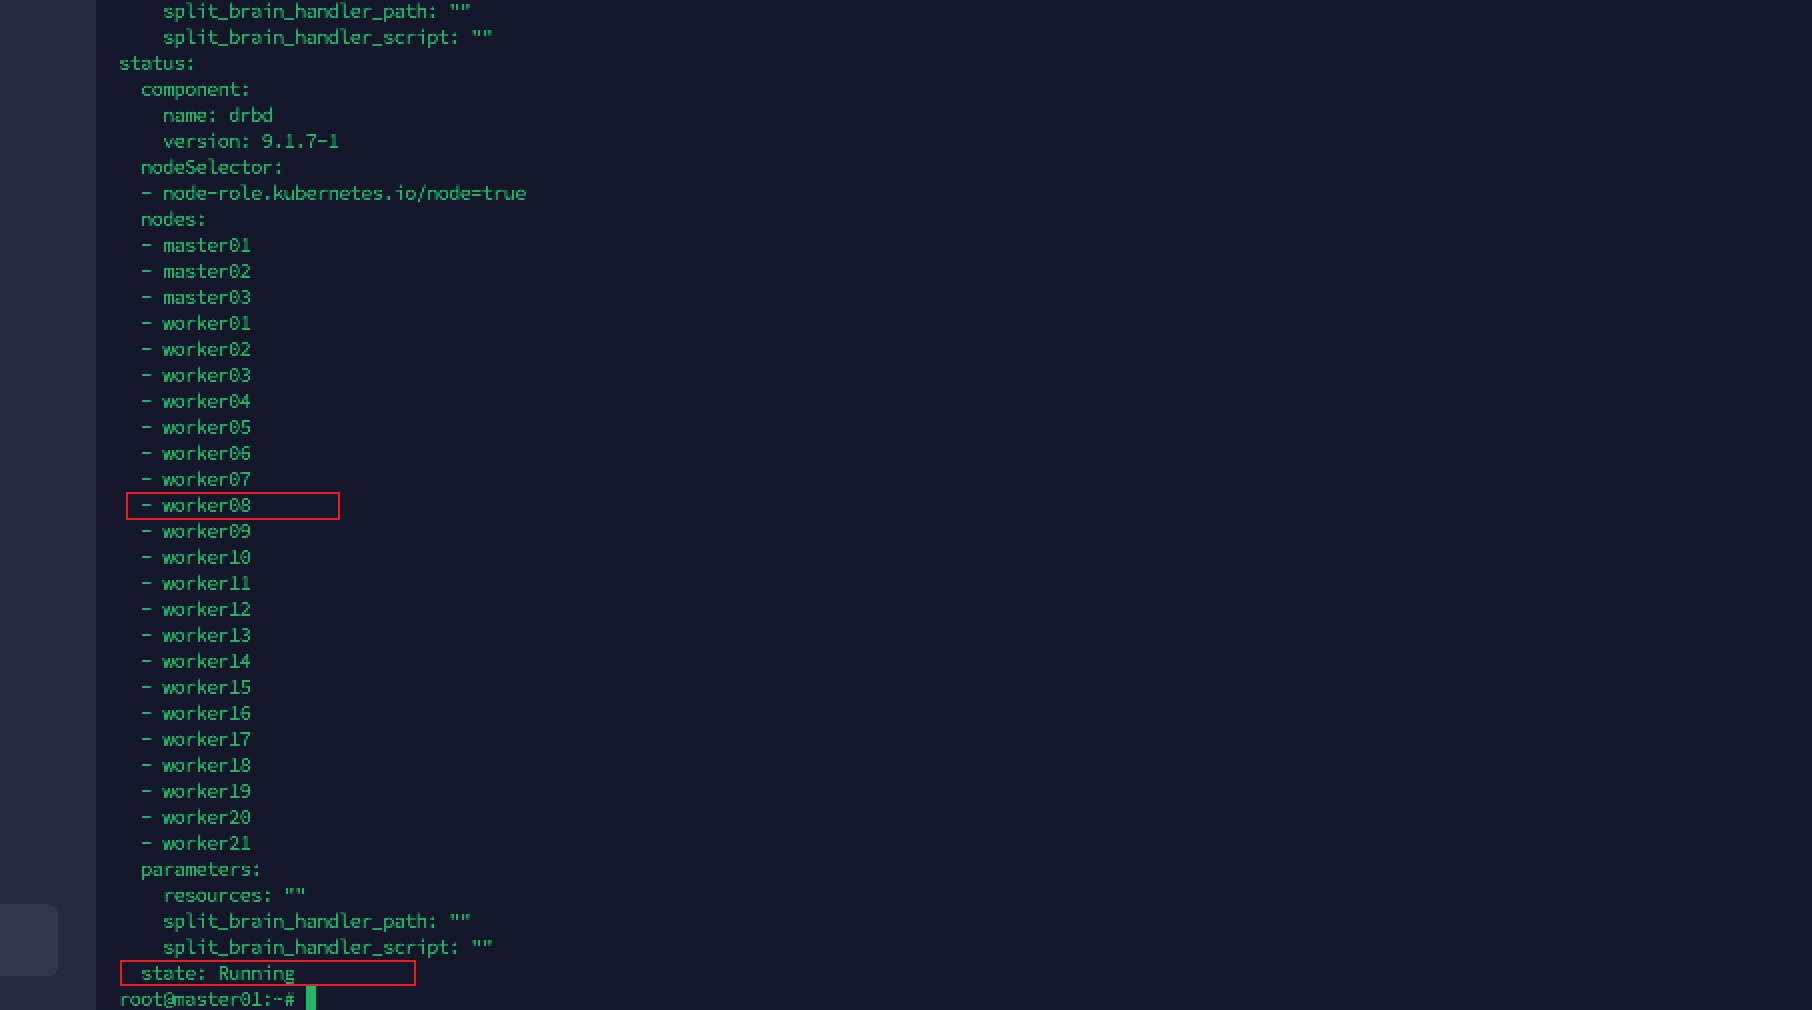 split_brain_handler_path: ""
split_brain_handler_script: ""
status:
component:
name: drbd
version: 9.1.7-1
nodeSelector:
- node-role.kubernetes.io/node=true
nodes:
- master01
- master02
- master03
- worker01
- worker02
- worker03
- worker04
- worker05
- worker06
- worker07
- worker08
- worker09
- worker10
- worker11
- worker12
- worker13
- worker14
- worker15
- worker16
- worker17
- worker18
- worker19
- worker20
- worker21
parameters:
resources: ""
split_brain_handler_path: ""
split_brain_handler_script: ""
state: Running
root@master01:~#